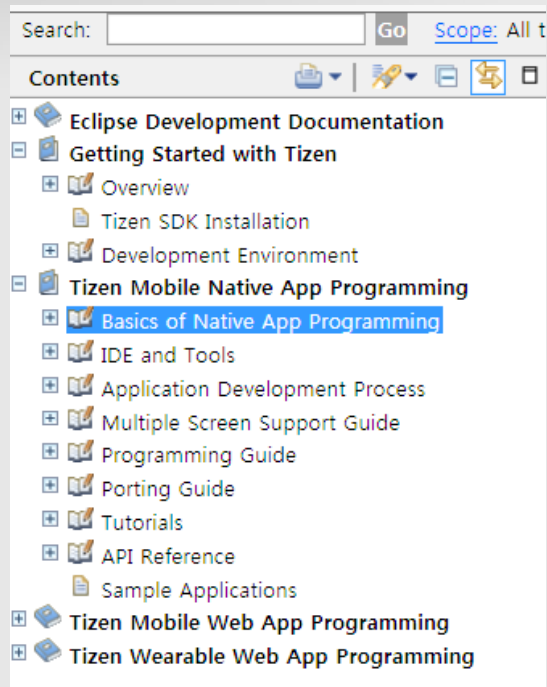 Search: Go Scope: All t
Contents
Eclipse Development Documentation
Getting Started with Tizen
Overview
Tizen SDK Installation
Development Environment
Tizen Mobile Native App Programming
Basics of Native App Programming
IDE and Tools
Application Development Process
Multiple Screen Support Guide
Programming Guide
Porting Guide
Tutorials
API Reference
Sample Applications
Tizen Mobile Web App Programming
Tizen Wearable Web App Programming